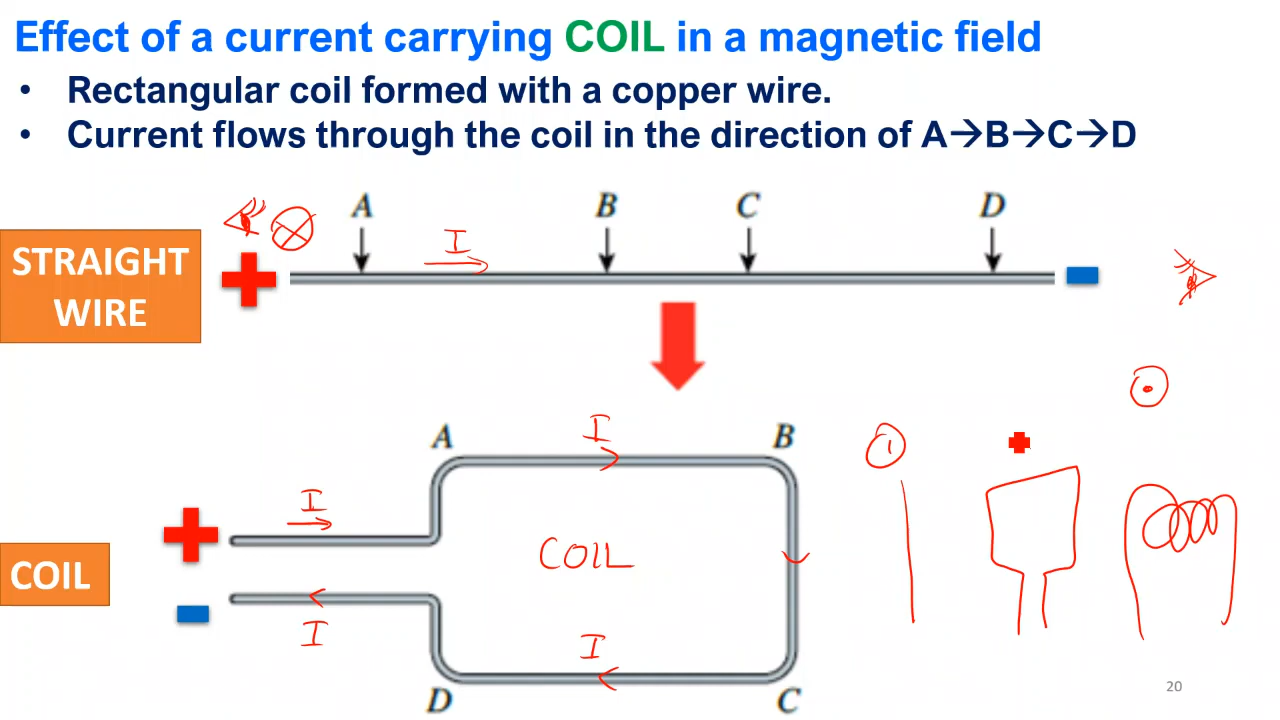 Effect of a current carrying COIL in a magnetic field
• Rectangular coil formed with a copper wire.
• Current flows through the coil in the direction of A→B→C→D
A B C D
I
STRAIGHT
WIRE
A I B
I
COIL
COIL
I
I
D C
1
20